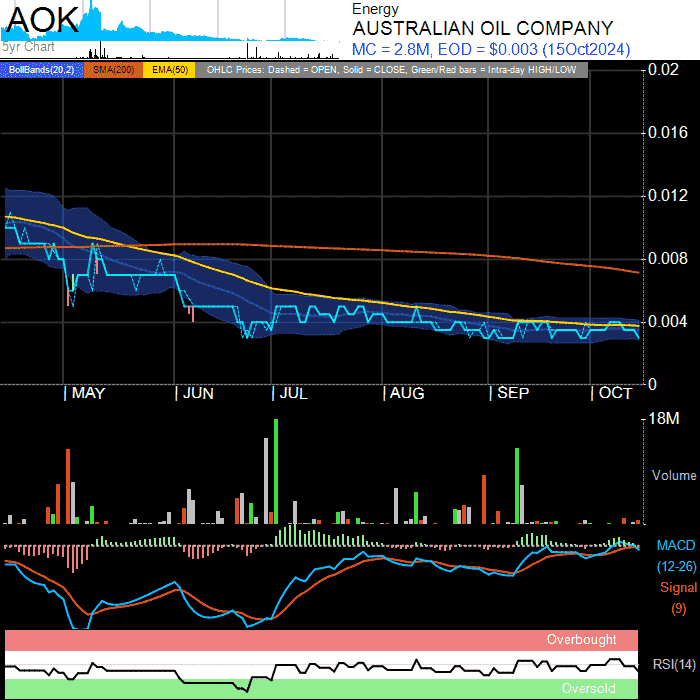 AOK
5yr Chart
Energy
AUSTRALIAN OIL COMPANY
MC = 2.8M, EOD = $0.003 (15Oct2024)
BollBands(20,2) SMA(200) EMA(50) OHLC Prices: Dashed = OPEN, Solid = CLOSE, Green/Red bars = Intra-day HIGH/LOW
0.02
0.016
0.012
0.008
0.004
0
| MAY | JUN | JUL | AUG | SEP | OCT
18M
Volume
MACD
(12-26)
Signal
(9)
Overbought
RSI(14)
Oversold